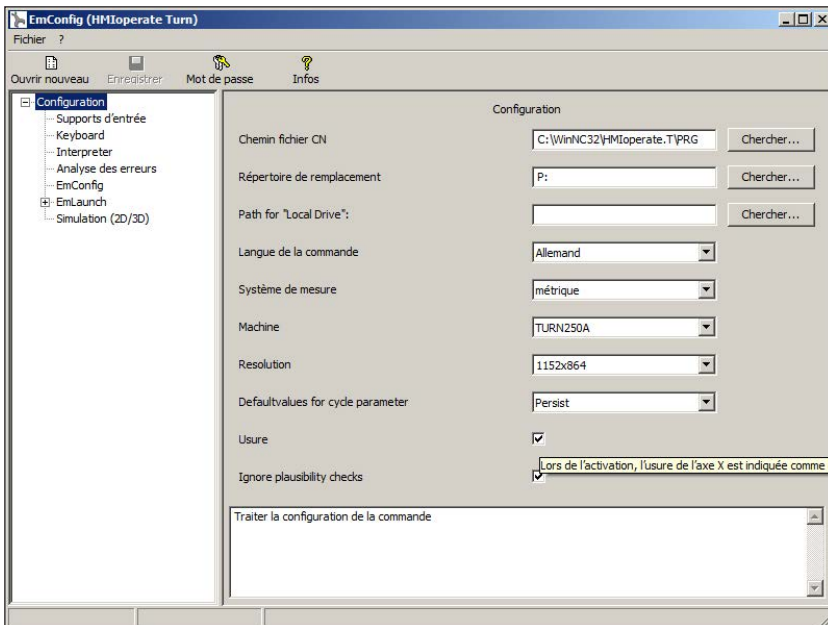 EmConfig (HMIoperate Turn)
Fichier ?
Ouvrir nouveau Enregistrer Mot de passe Infos
Configuration
Supports d'entrée
Keyboard
Interpreter
Analyse des erreurs
EmConfig
EmLaunch
Simulation (2D/3D)
Configuration
Chemin fichier CN C:\WinNC32\HMIoperate.T\PRG Chercher...
Répertoire de remplacement P: Chercher...
Path for "Local Drive": Chercher...
Langue de la commande Allemand
Système de mesure métrique
Machine TURN250A
Resolution 1152x864
Defaultvalues for cycle parameter Persist
Usure
Lors de l'activation, l'usure de l'axe X est indiquée comme
Ignore plausibility checks
Traiter la configuration de la commande